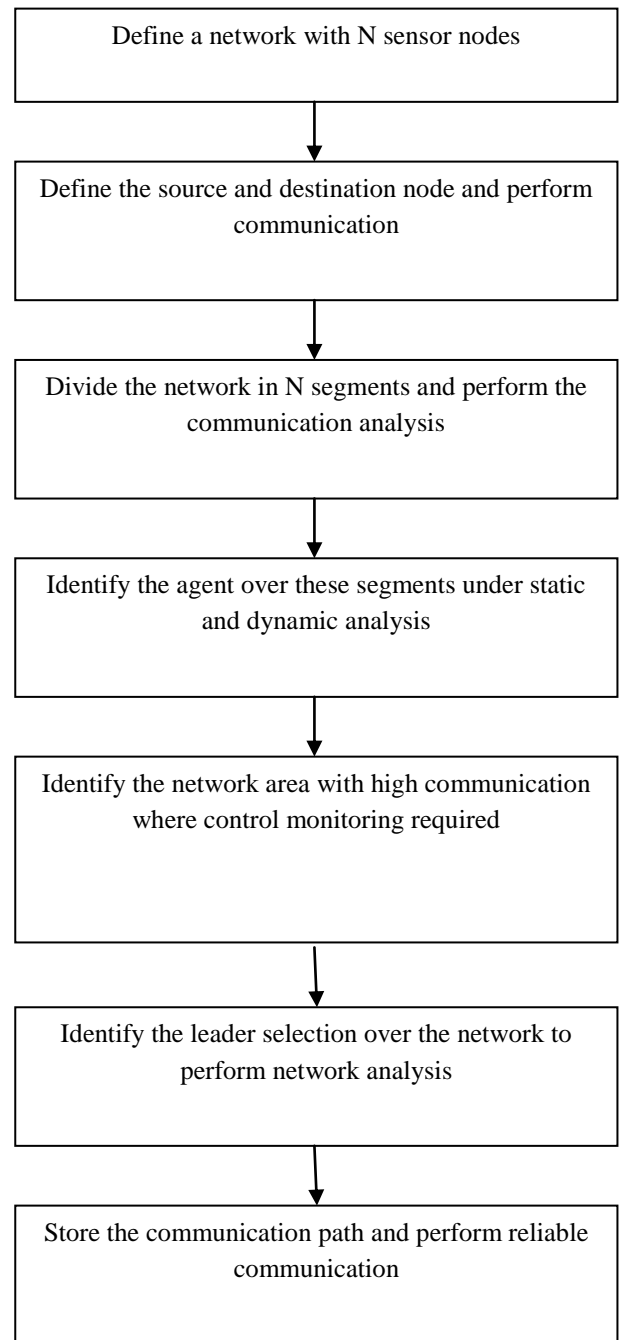 Define a network with N sensor nodes
Define the source and destination node and perform
communication
Divide the network in N segments and perform the
communication analysis
Identify the agent over these segments under static
and dynamic analysis
Identify the network area with high communication
where control monitoring required
Identify the leader selection over the network to
perform network analysis
Store the communication path and perform reliable
communication